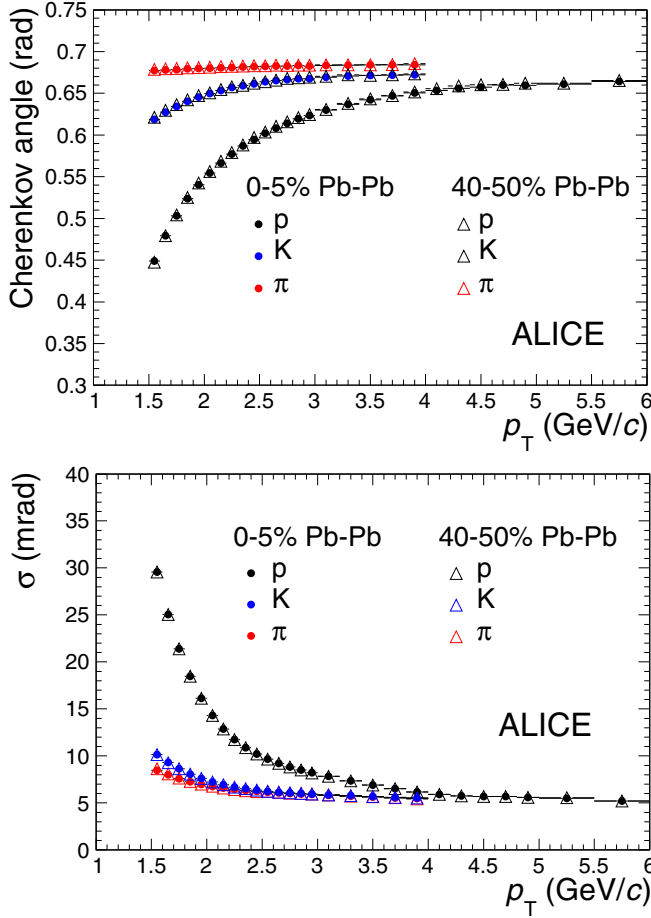 Cherenkov angle (rad)
0.75
0.7
0.65
0.6
0.55
0.5
0.45
0.4
0.35
0.3
0-5% Pb-Pb
40-50% Pb-Pb
p
p
K
K
π
π
ALICE
1 1.5 2 2.5 3 3.5 4 4.5 5 5.5 6
p_T (GeV/c)
σ (mrad)
40
35
30
25
20
15
10
5
0
0-5% Pb-Pb
40-50% Pb-Pb
p
p
K
K
π
π
ALICE
1 1.5 2 2.5 3 3.5 4 4.5 5 5.5 6
p_T (GeV/c)